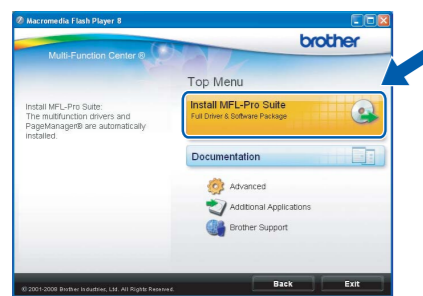 Macromedia Flash Player 8
brother
Multi-Function Center ®
Top Menu
Install MFL-Pro Suite:
The multifunction drivers and
PageManager® are automatically
installed.
Install MFL-Pro Suite
Full Driver & Software Package
Documentation
Advanced
Additional Applications
Brother Support
© 2001-2008 Brother Industries, Ltd. All Rights Reserved.
Back
Exit